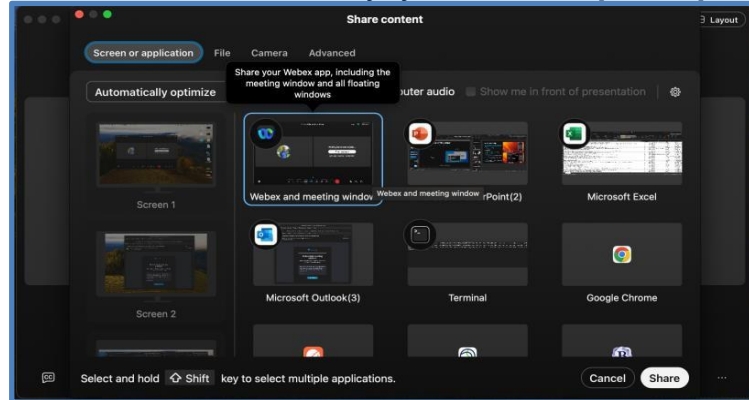 Share content
Layout
Screen or application File Camera Advanced
Share your Webex app, including the
meeting window and all floating
windows
Automatically optimize
outer audio Show me in front of presentation
Webex and meeting window
Webex and meeting window
Point(2)
Microsoft Excel
Screen 1
Microsoft Outlook(3)
Terminal
Google Chrome
Screen 2
Select and hold Shift key to select multiple applications.
Cancel Share